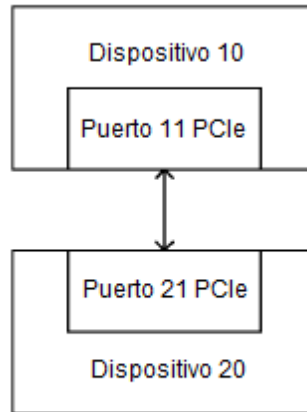 Dispositivo 10
Puerto 11 PCIe
Puerto 21 PCIe
Dispositivo 20